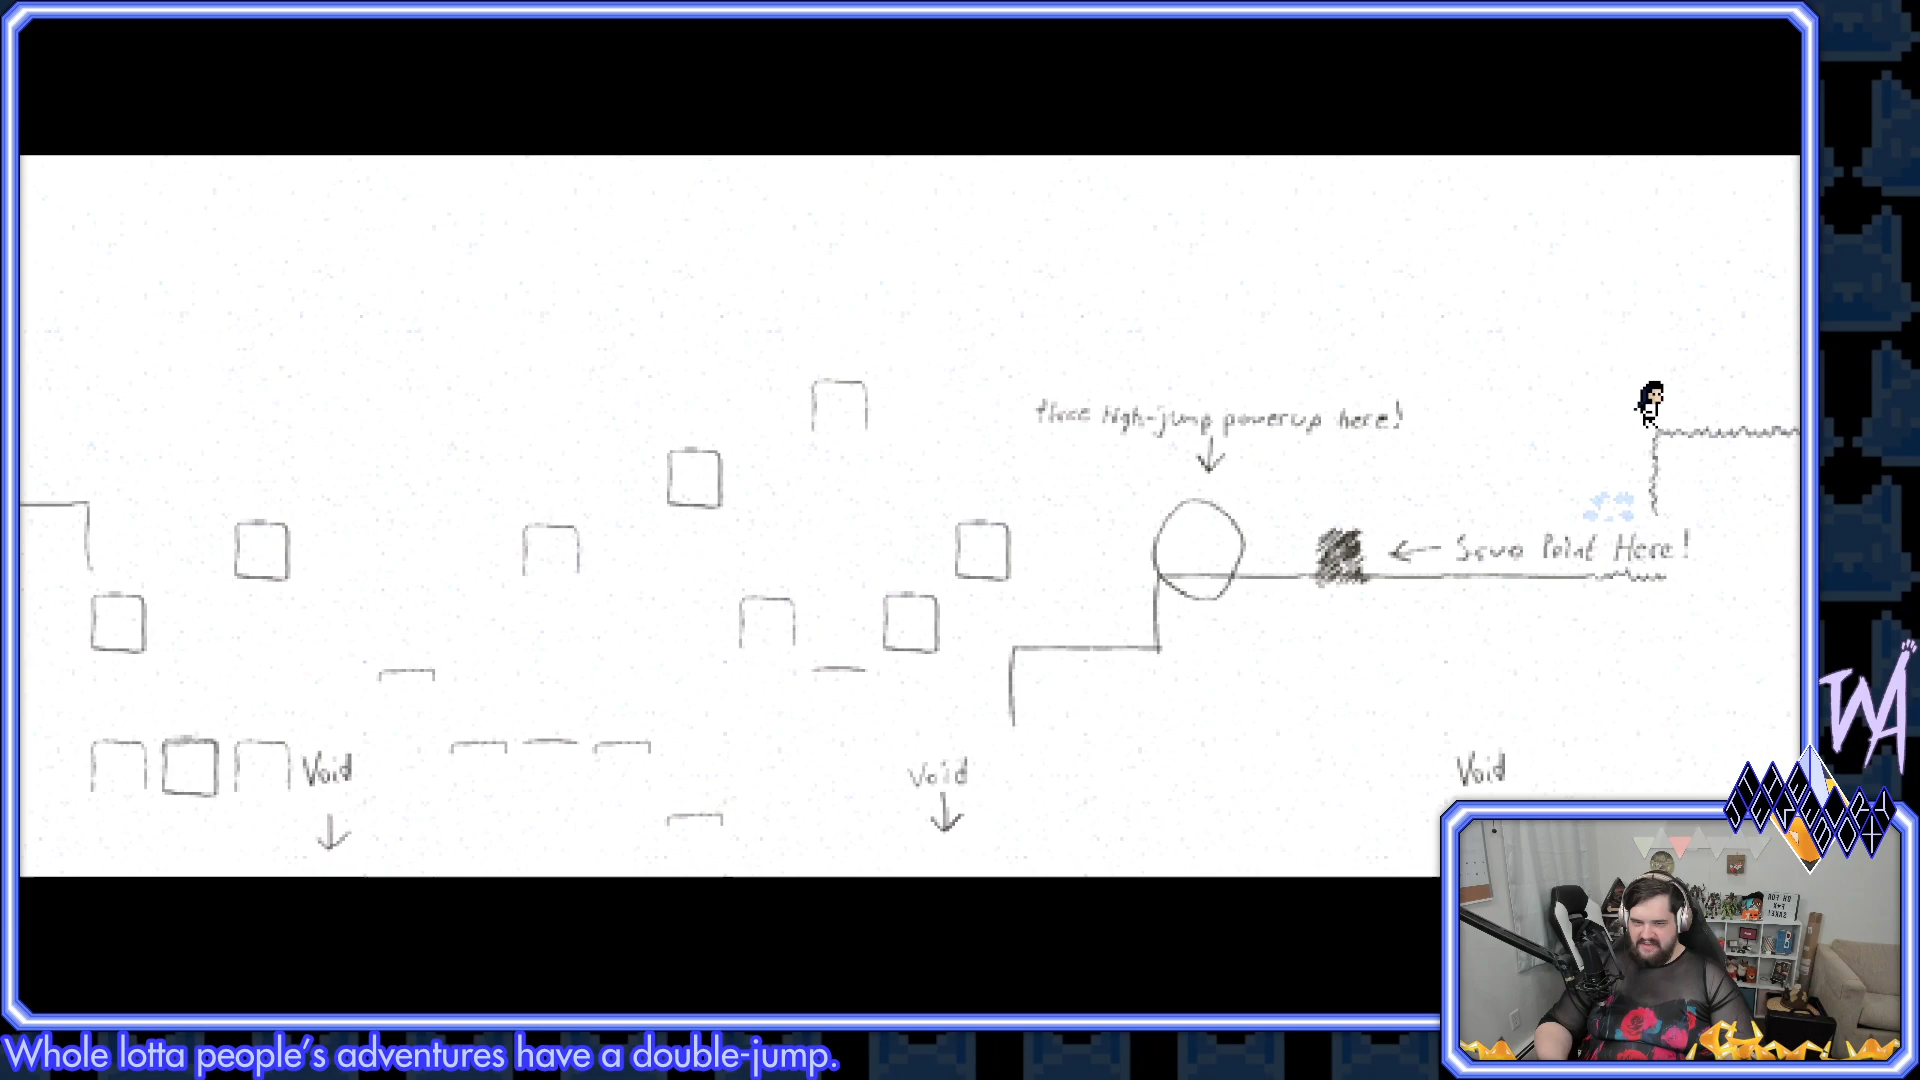 Place high-jump powerup here!
Save Point Here!
Void
Void
Void
Whole lotta people's adventures have a double-jump.